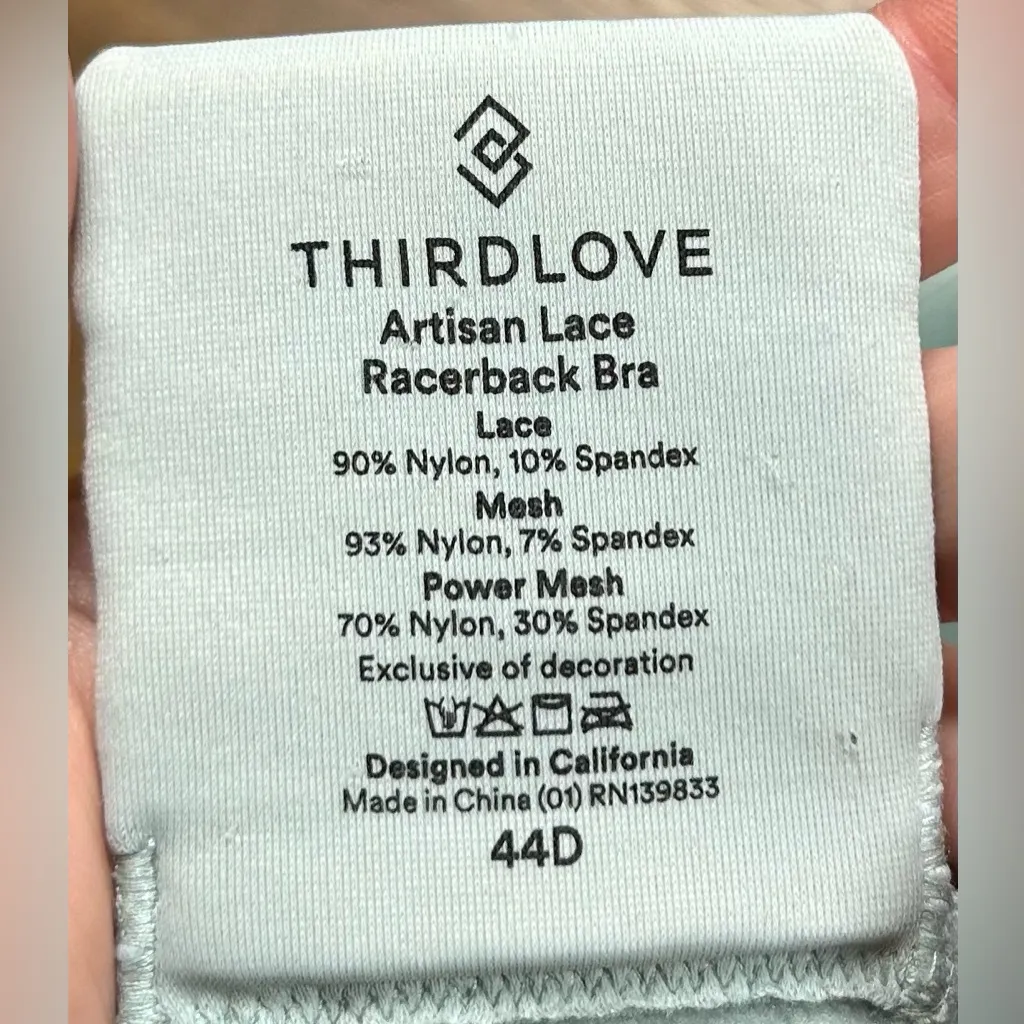 THIRDLOVE
Artisan Lace
Racerback Bra
Lace
90% Nylon, 10% Spandex
Mesh
93% Nylon, 7% Spandex
Power Mesh
70% Nylon, 30% Spandex
Exclusive of decoration
Designed in California
Made in China (01) RN139833
44D